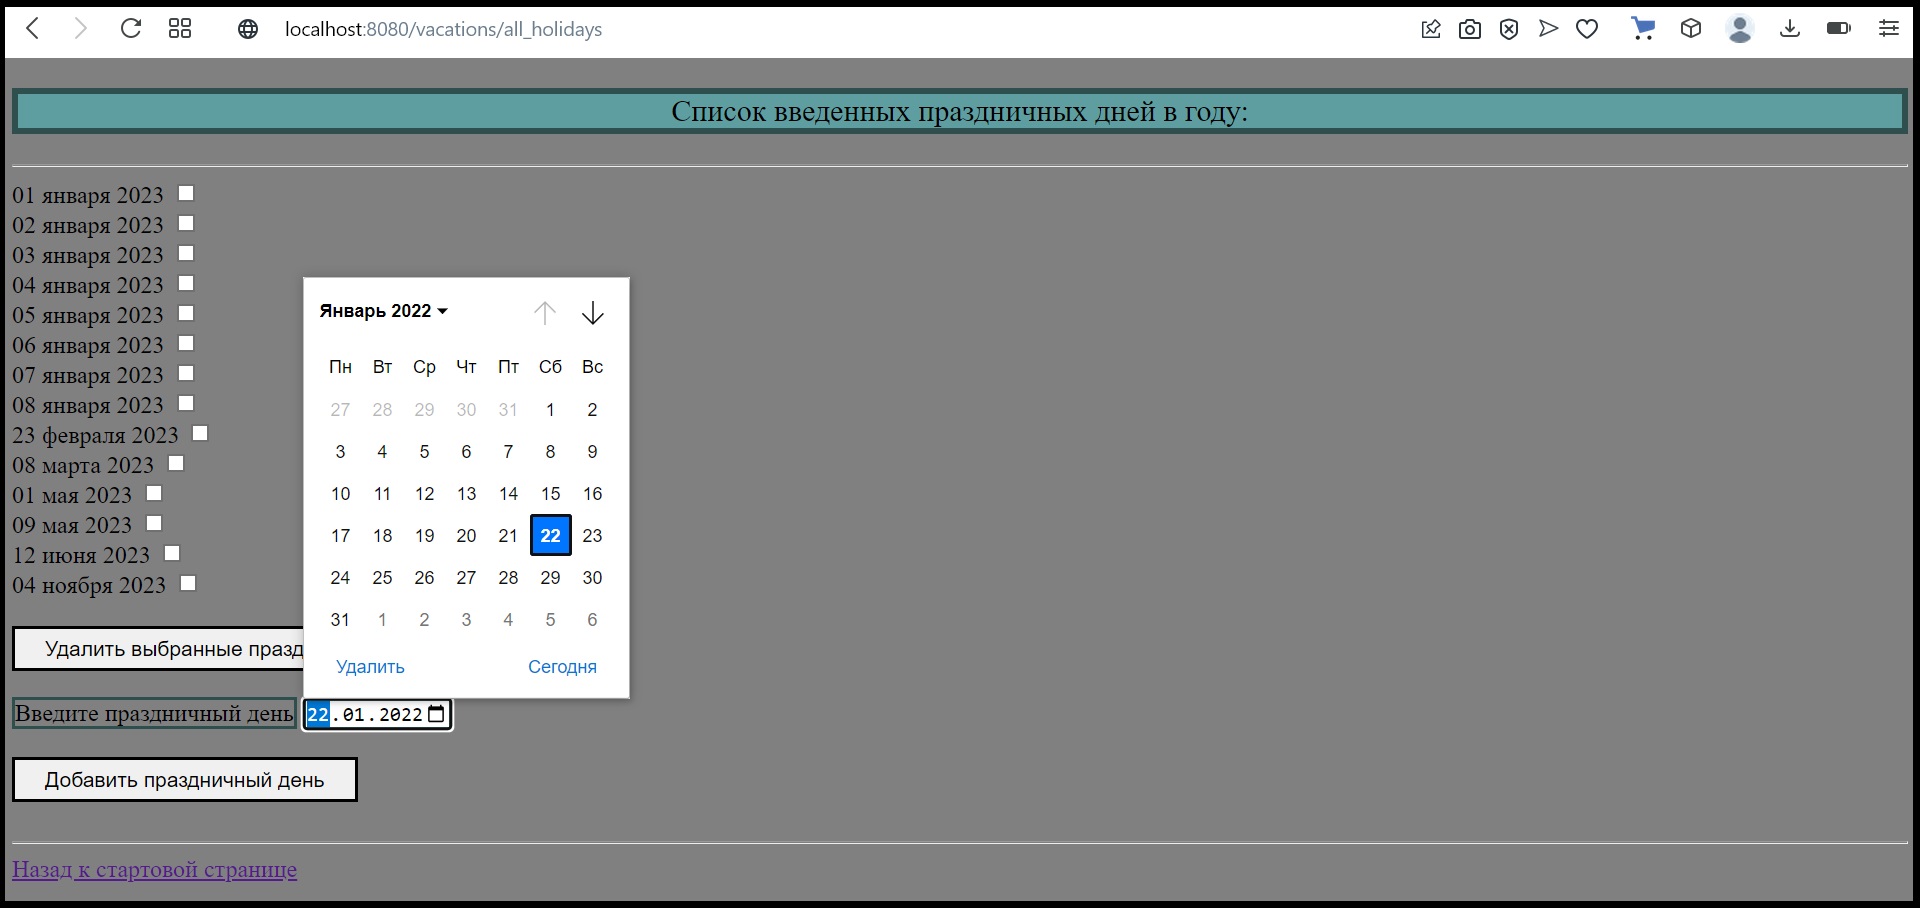 localhost:8080/vacations/all_holidays
Список введенных праздничных дней в году:
01 января 2023
02 января 2023
03 января 2023
04 января 2023
05 января 2023
06 января 2023
07 января 2023
08 января 2023
23 февраля 2023
08 марта 2023
01 мая 2023
09 мая 2023
12 июня 2023
04 ноября 2023
Январь 2022
Пн Вт Ср Чт Пт Сб Вс
27 28 29 30 31 1 2
3 4 5 6 7 8 9
10 11 12 13 14 15 16
17 18 19 20 21 22 23
24 25 26 27 28 29 30
31 1 2 3 4 5 6
Удалить Сегодня
Удалить выбранные празд
Введите праздничный день 22.01.2022
Добавить праздничный день
Назад к стартовой странице